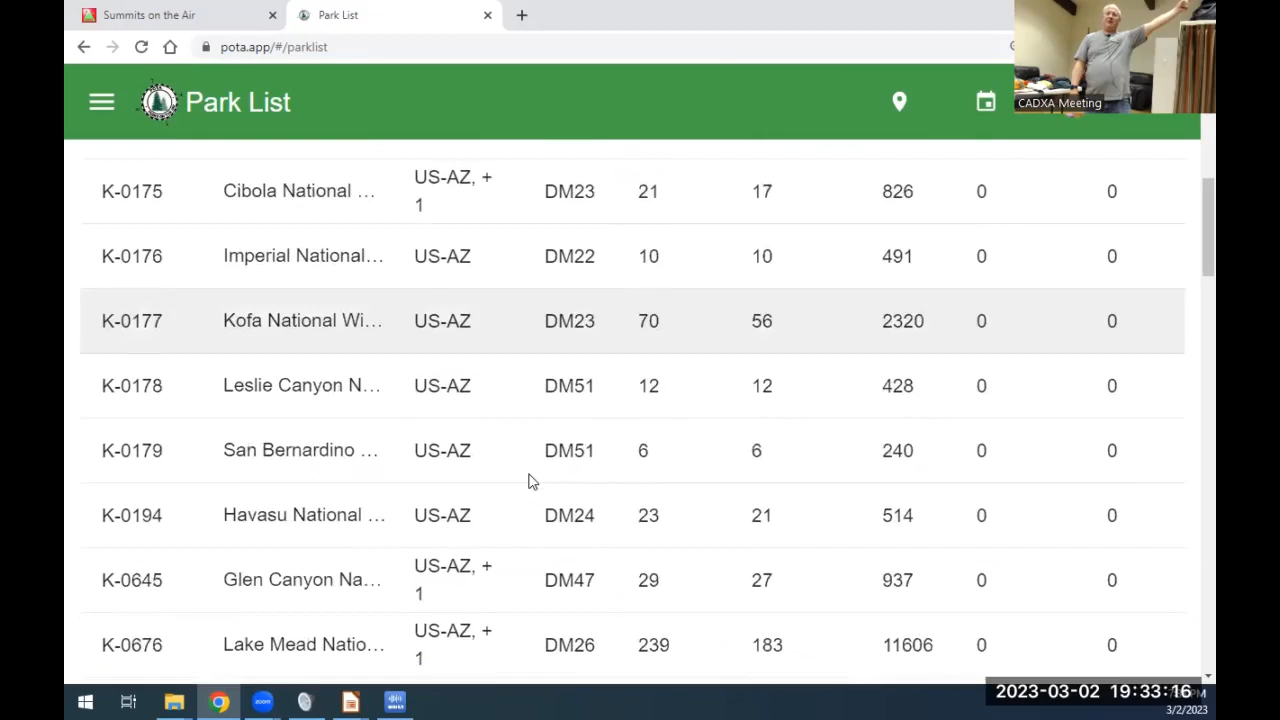 Summits on the Air
Park List
pota.app/#/parklist
Park List
CADXA Meeting
K-0175 Cibola National ... US-AZ, + 1 DM23 21 17 826 0 0
K-0176 Imperial National... US-AZ DM22 10 10 491 0 0
K-0177 Kofa National Wi... US-AZ DM23 70 56 2320 0 0
K-0178 Leslie Canyon N... US-AZ DM51 12 12 428 0 0
K-0179 San Bernardino ... US-AZ DM51 6 6 240 0 0
K-0194 Havasu National ... US-AZ DM24 23 21 514 0 0
K-0645 Glen Canyon Na... US-AZ, + 1 DM47 29 27 937 0 0
K-0676 Lake Mead Natio... US-AZ, + 1 DM26 239 183 11606 0 0
zoom
2023-03-02 19:33:16
PM
3/2/2023